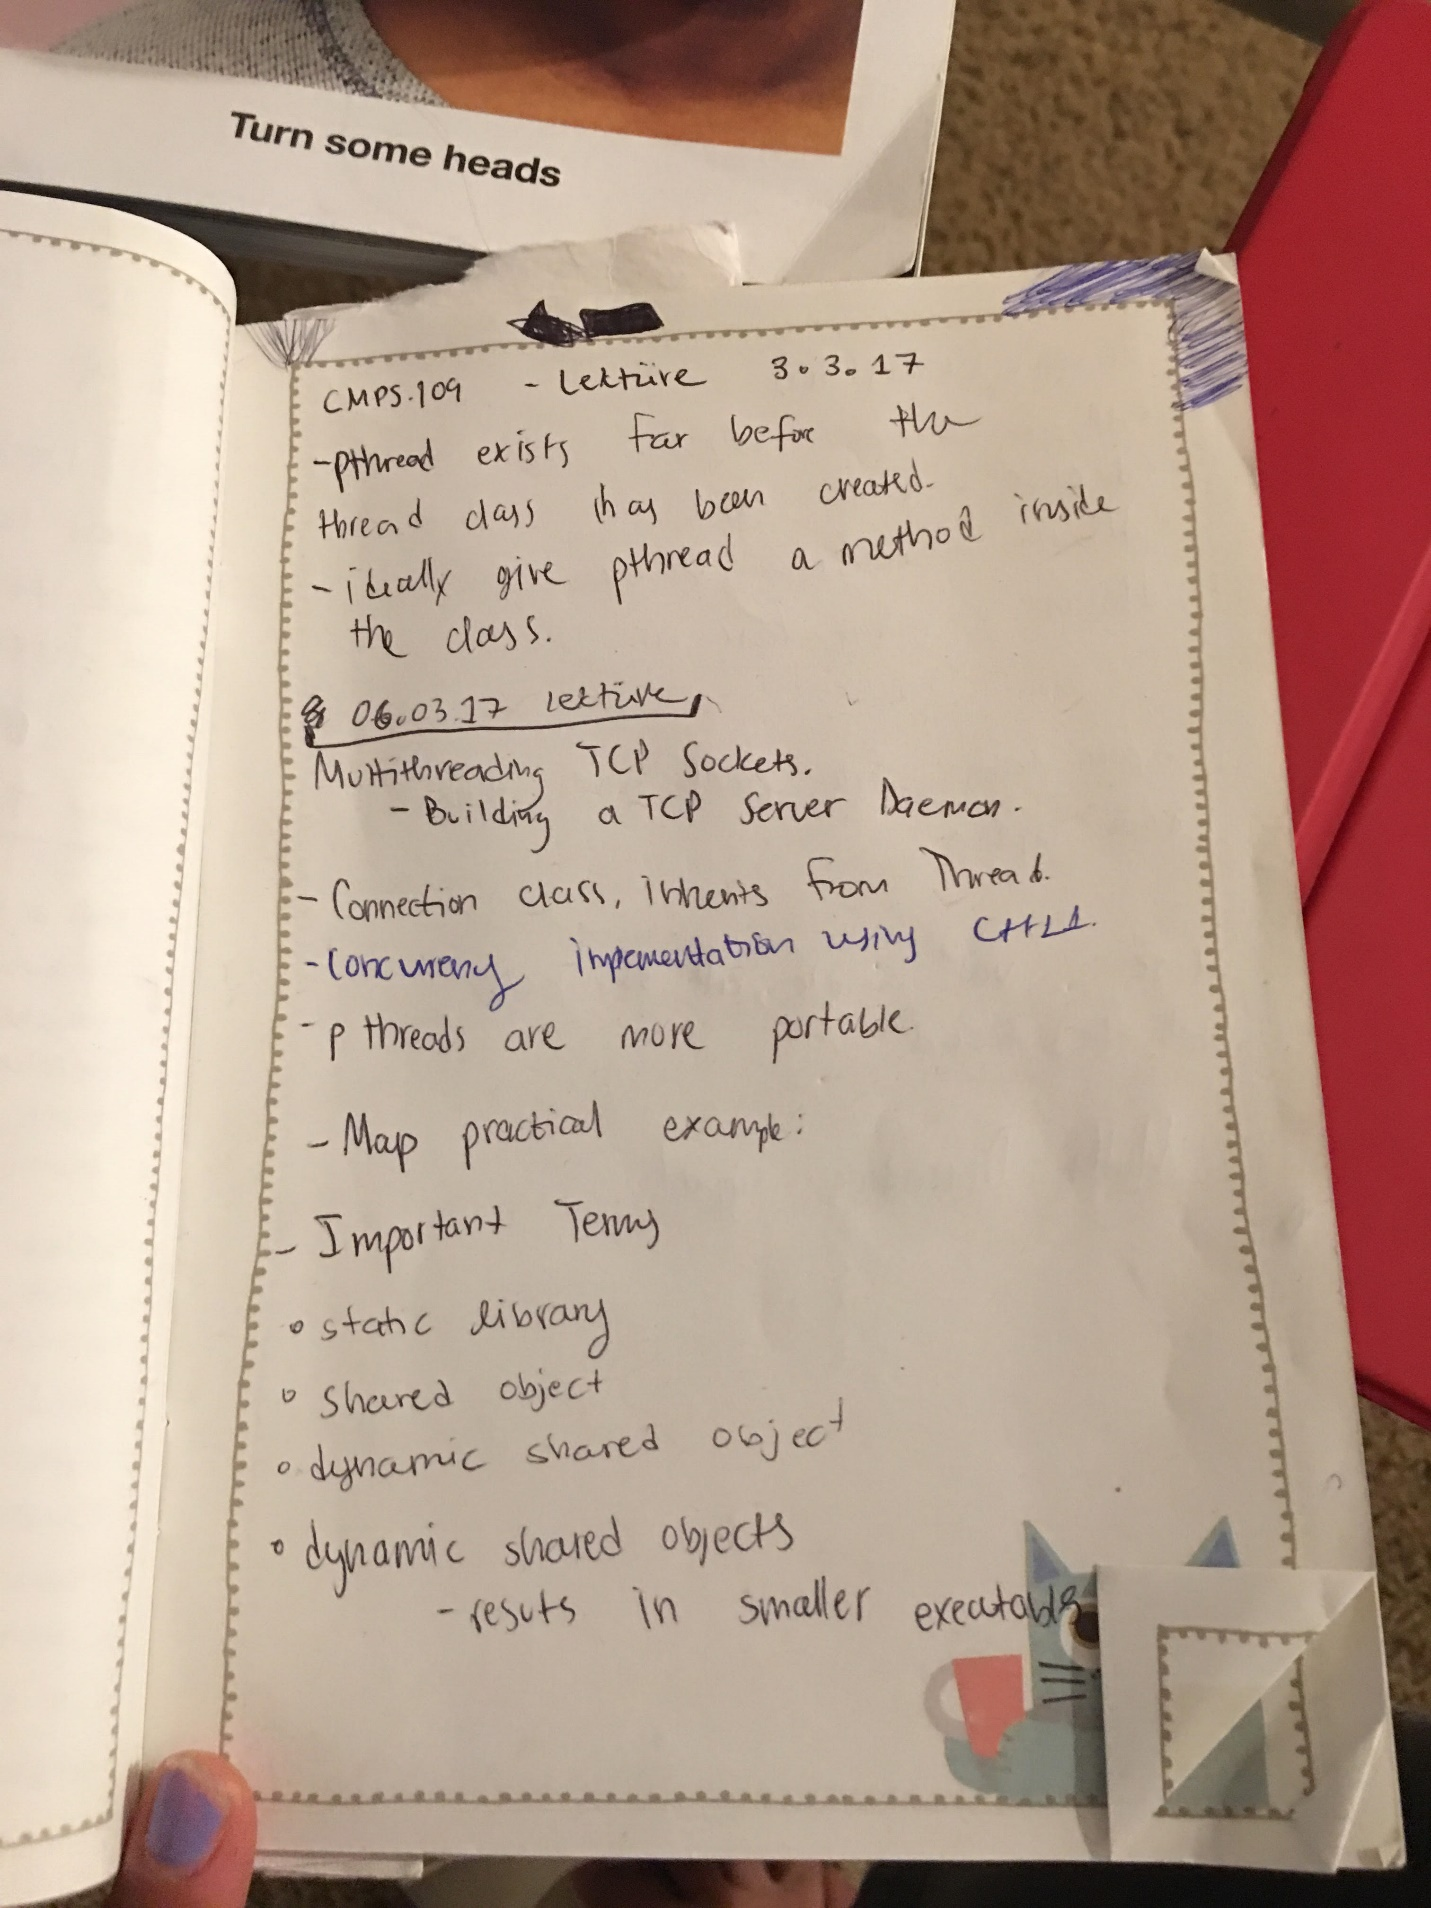 Turn some heads
CMPS.109 - Lektüre 3.3.17
-pthread exists far before the
thread class has been created.
- ideally give pthread a method inside
the class.
06.03.17 lektüre
Multithreading TCP Sockets.
- Building a TCP Server Daemon.
- Connection class, inherits from Thread.
- Concurreny impementation using C++11.
- p threads are more portable.
- Map practical example:
- Important Terms
o static library
o shared object
o dynamic shared object
o dynamic shared objects
- resuts in smaller executable